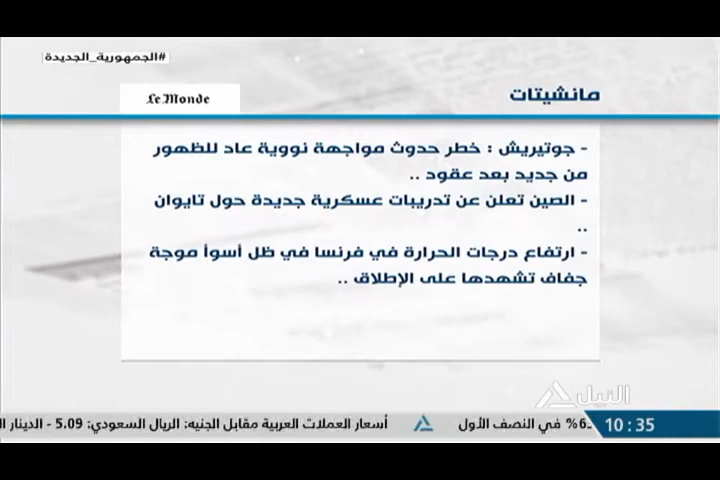 #الجمهورية_الجديدة
مانشيتات
Le Monde
- جوتيريش : خطر حدوث مواجهة نووية عاد للظهور
من جديد بعد عقود ..
- الصين تعلن عن تدريبات عسكرية جديدة حول تايوان
..
- ارتفاع درجات الحرارة في فرنسا في ظل أسوأ موجة
جفاف تشهدها على الإطلاق ..
النيل
% في النصف الأول
أسعار العملات العربية مقابل الجنيه: الريال السعودي: 5.09 - الدينار
10:35